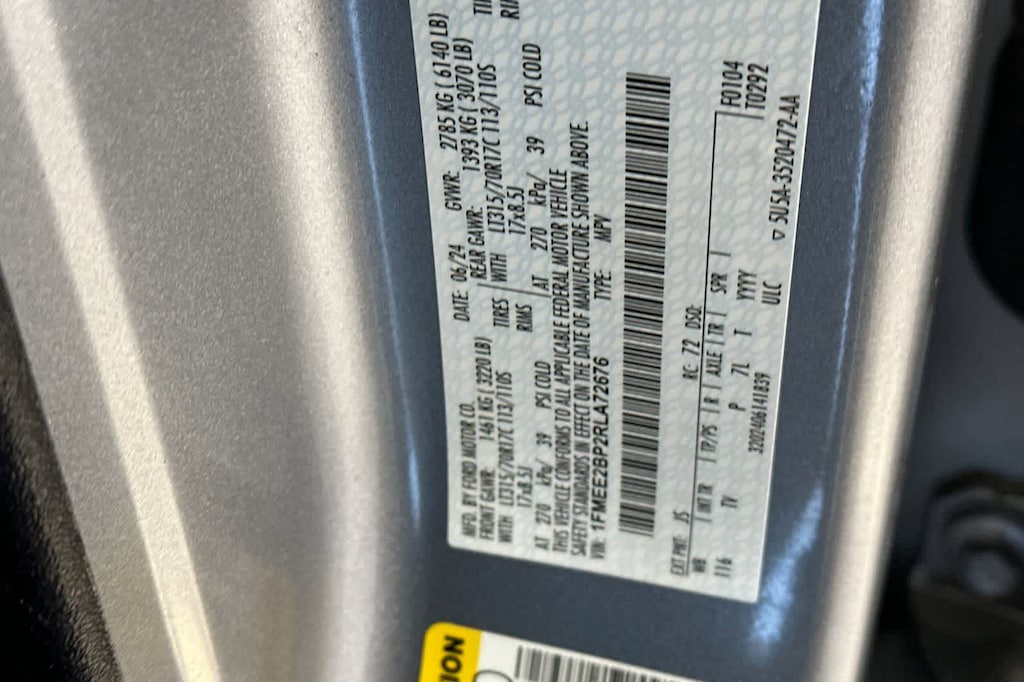 MFD. BY FORD MOTOR CO.
DATE: 06/24 GVWR: 2785 KG ( 6140 LB)
FRONT GAWR: 1461 KG ( 3220 LB) REAR GAWR: 1393 KG ( 3070 LB)
WITH LT315/70R17C 113/110S TIRES WITH LT315/70R17C 113/110S
17x8.5J RIMS 17x8.5J
AT 270 kPa/ 39 PSI COLD AT 270 kPa/ 39 PSI COLD
THIS VEHICLE CONFORMS TO ALL APPLICABLE FEDERAL MOTOR VEHICLE
SAFETY STANDARDS IN EFFECT ON THE DATE OF MANUFACTURE SHOWN ABOVE.
VIN: 1FMEE2BP2RLA72676 TYPE: MPV
EXT PNT: JS RC: 72 DSO: F0104
WB INT TR TP/PS R AXLE TR SPR T0292
116 TV P 7L T YYYY
3202406141839 ULC ▽ 5U5A-3520472-AA
ION